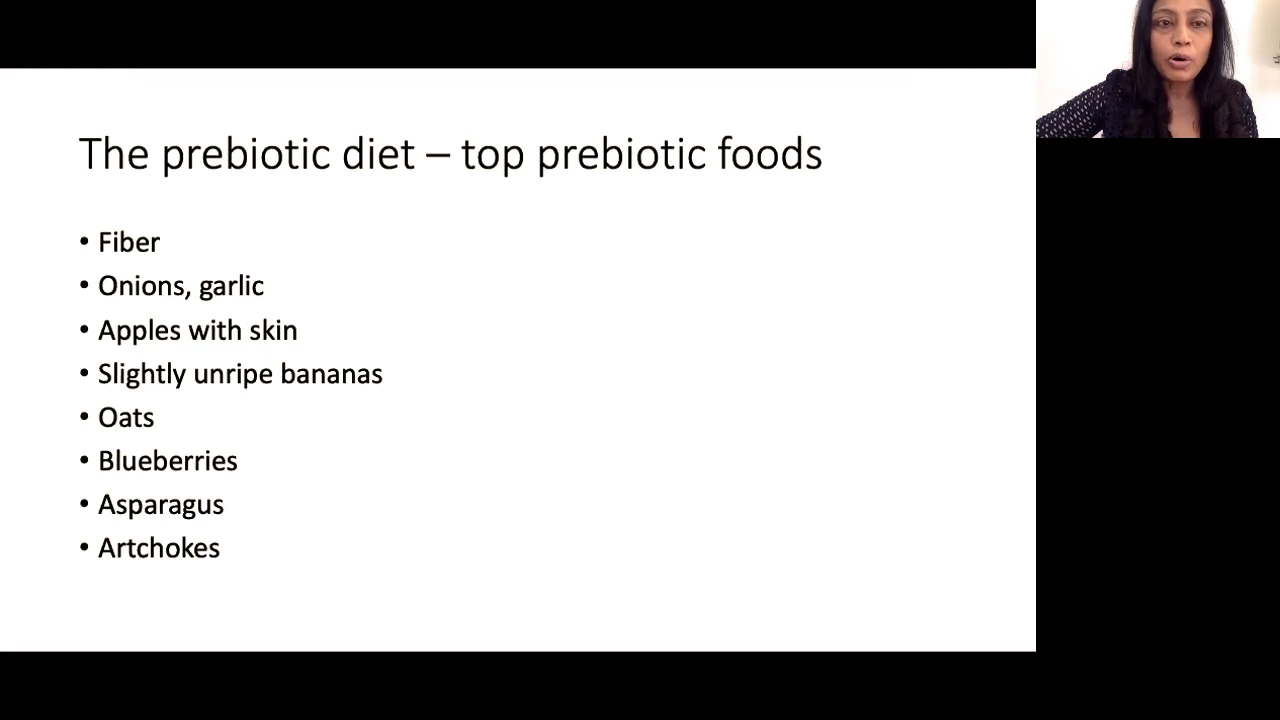 The prebiotic diet – top prebiotic foods
• Fiber
• Onions, garlic
• Apples with skin
• Slightly unripe bananas
• Oats
• Blueberries
• Asparagus
• Artchokes